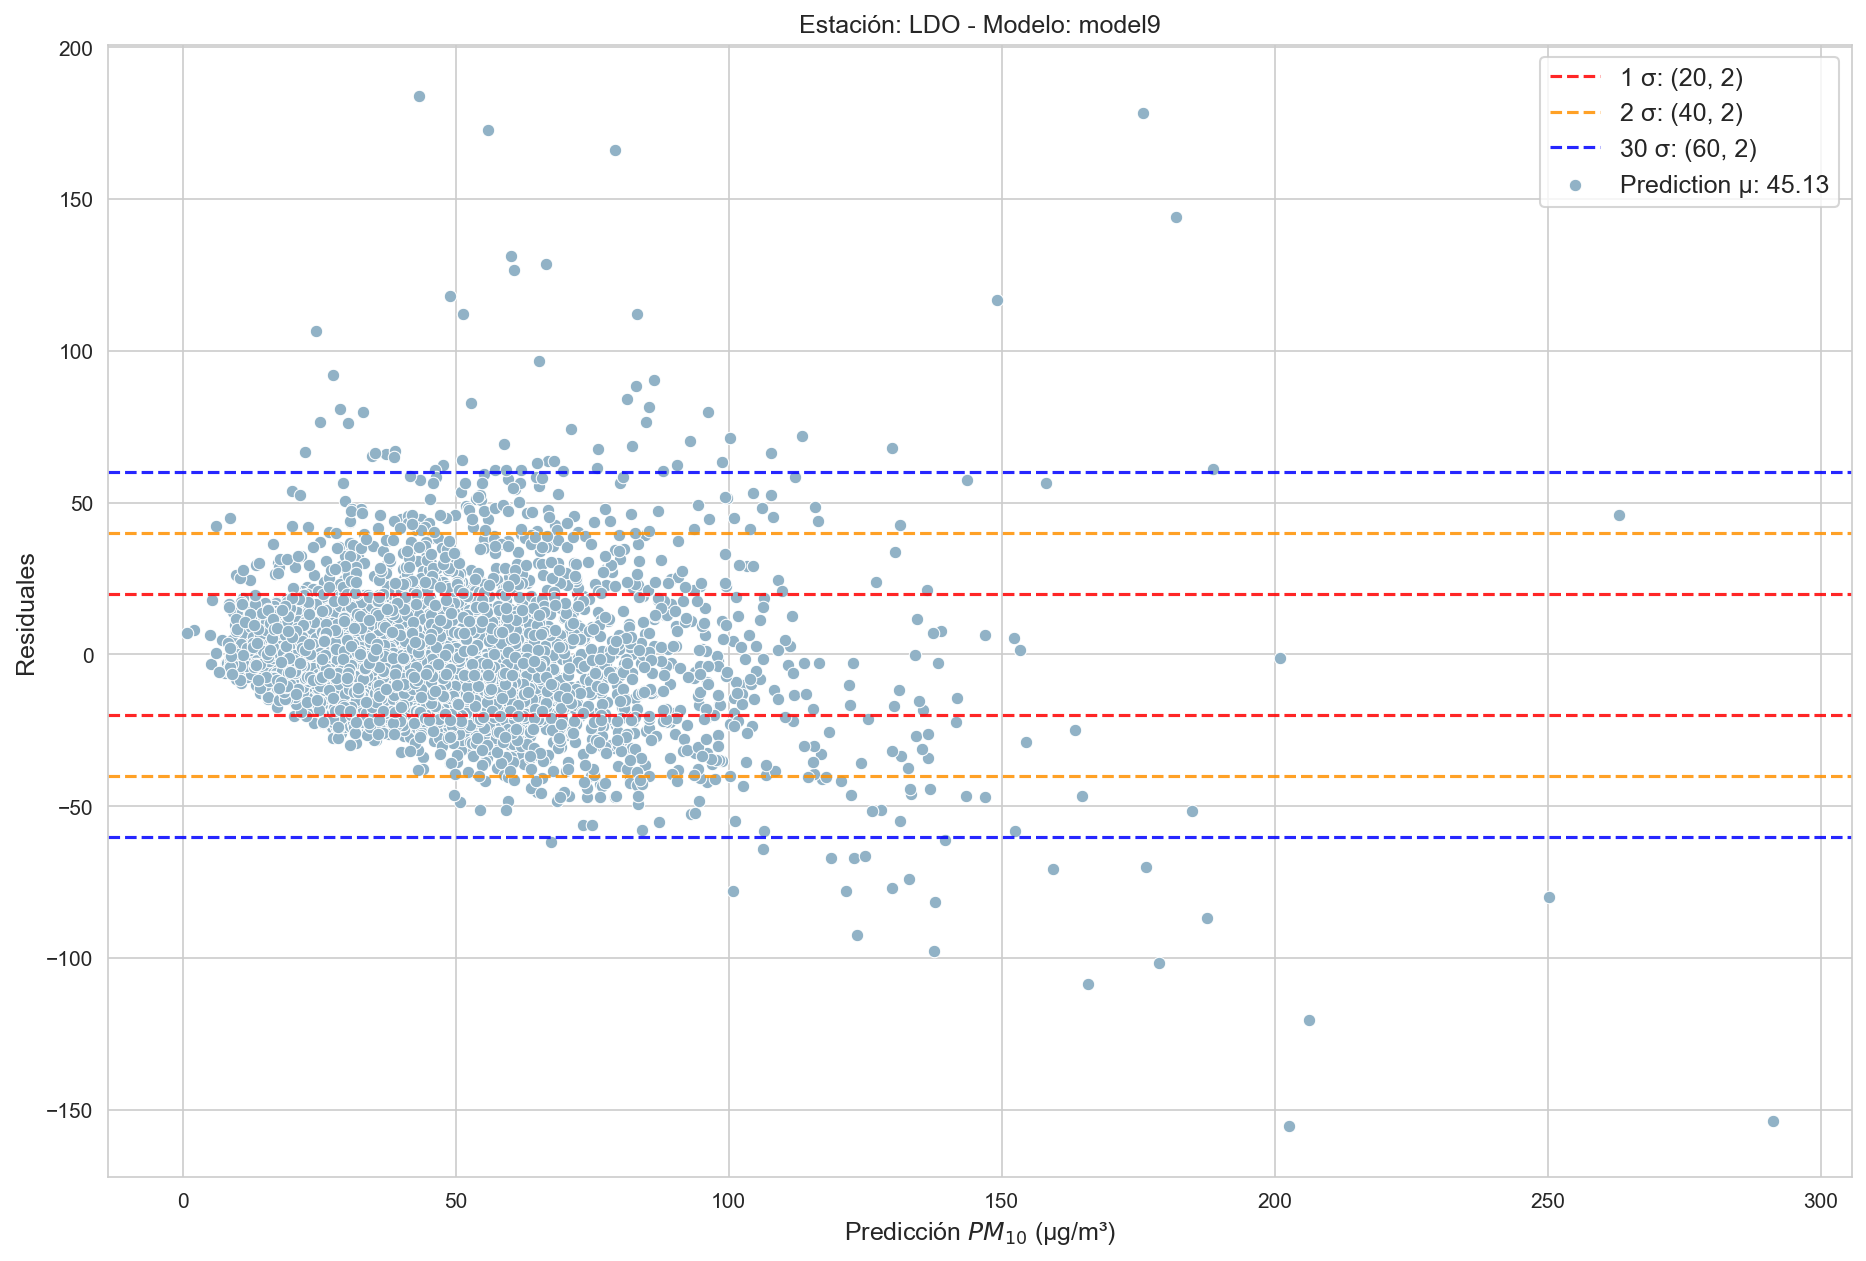 Estación: LDO - Modelo: model9
200
150
100
50
0
−50
−100
−150
Residuales
1 σ: (20, 2)
2 σ: (40, 2)
30 σ: (60, 2)
Prediction μ: 45.13
0 50 100 150 200 250 300
Predicción PM₁₀ (μg/m³)